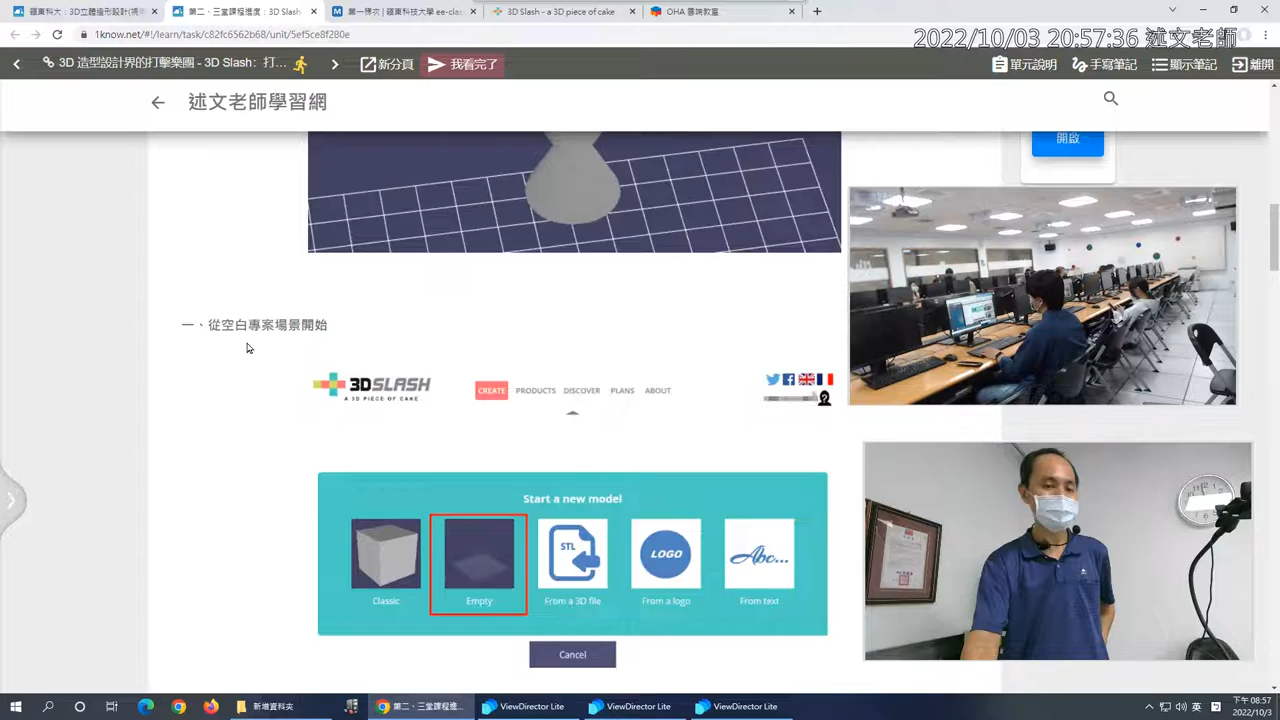 嶺東科大：3D立體造形設計(視
第二、三堂課程進度：3D Slash
第一梯次 | 嶺東科技大學 ee-clas
3D Slash - a 3D piece of cake
OHA 雲端教室
1know.net/#!/learn/task/c82fc6562b68/unit/5ef5ce8f280e
2022/10/03 20:57:36 述文老師
3D 造型設計界的打擊樂團 - 3D Slash：打...
新分頁
我看完了
單元說明
手寫筆記
顯示筆記
離開
述文老師學習網
開啟
一、從空白專案場景開始
3DSLASH
A 3D PIECE OF CAKE
CREATE
PRODUCTS
DISCOVER
PLANS
ABOUT
Start a new model
STL
LOGO
Abc...
Classic
Empty
From a 3D file
From a logo
From text
Cancel
新增資料夾
第二、三堂課程進...
ViewDirector Lite
ViewDirector Lite
ViewDirector Lite
英
下午 08:57
2022/10/3